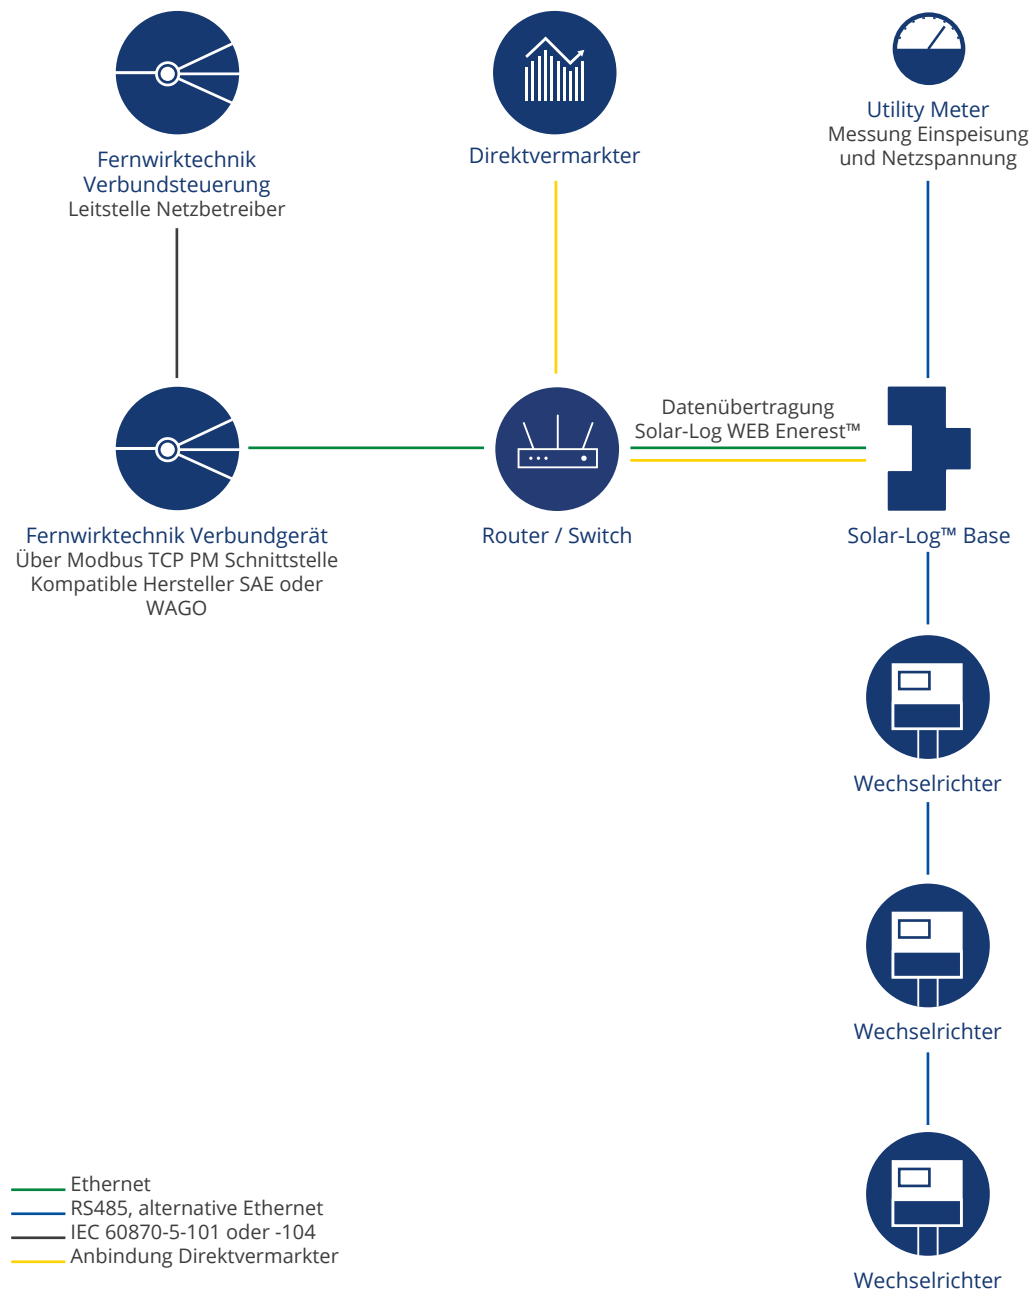 Fernwirktechnik
Verbundsteuerung
Leitstelle Netzbetreiber
Direktvermarkter
Utility Meter
Messung Einspeisung
und Netzspannung
Datenübertragung
Solar-Log WEB Enerest™
Fernwirktechnik Verbundgerät
Über Modbus TCP PM Schnittstelle
Kompatible Hersteller SAE oder
WAGO
Router / Switch
Solar-Log™ Base
Wechselrichter
Wechselrichter
Wechselrichter
Ethernet
RS485, alternative Ethernet
IEC 60870-5-101 oder -104
Anbindung Direktvermarkter